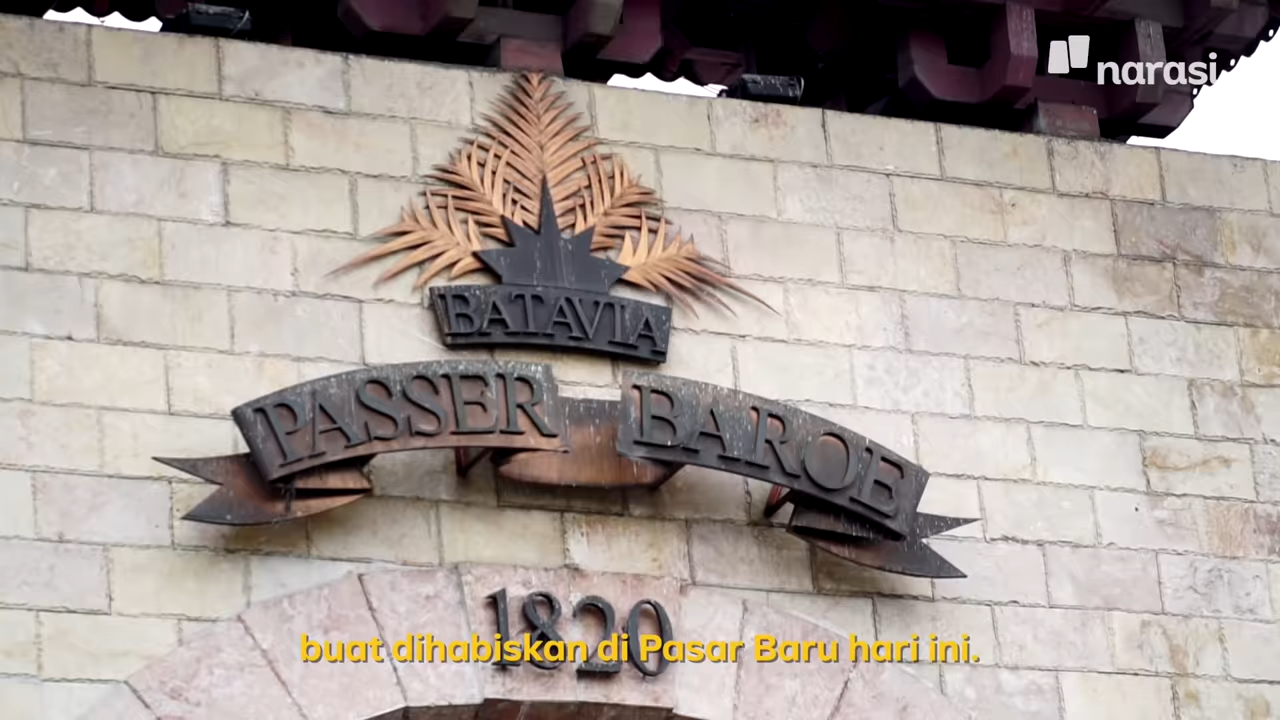 narasi
BATAVIA
PASSER BAROE
1820
buat dihabiskan di Pasar Baru hari ini.